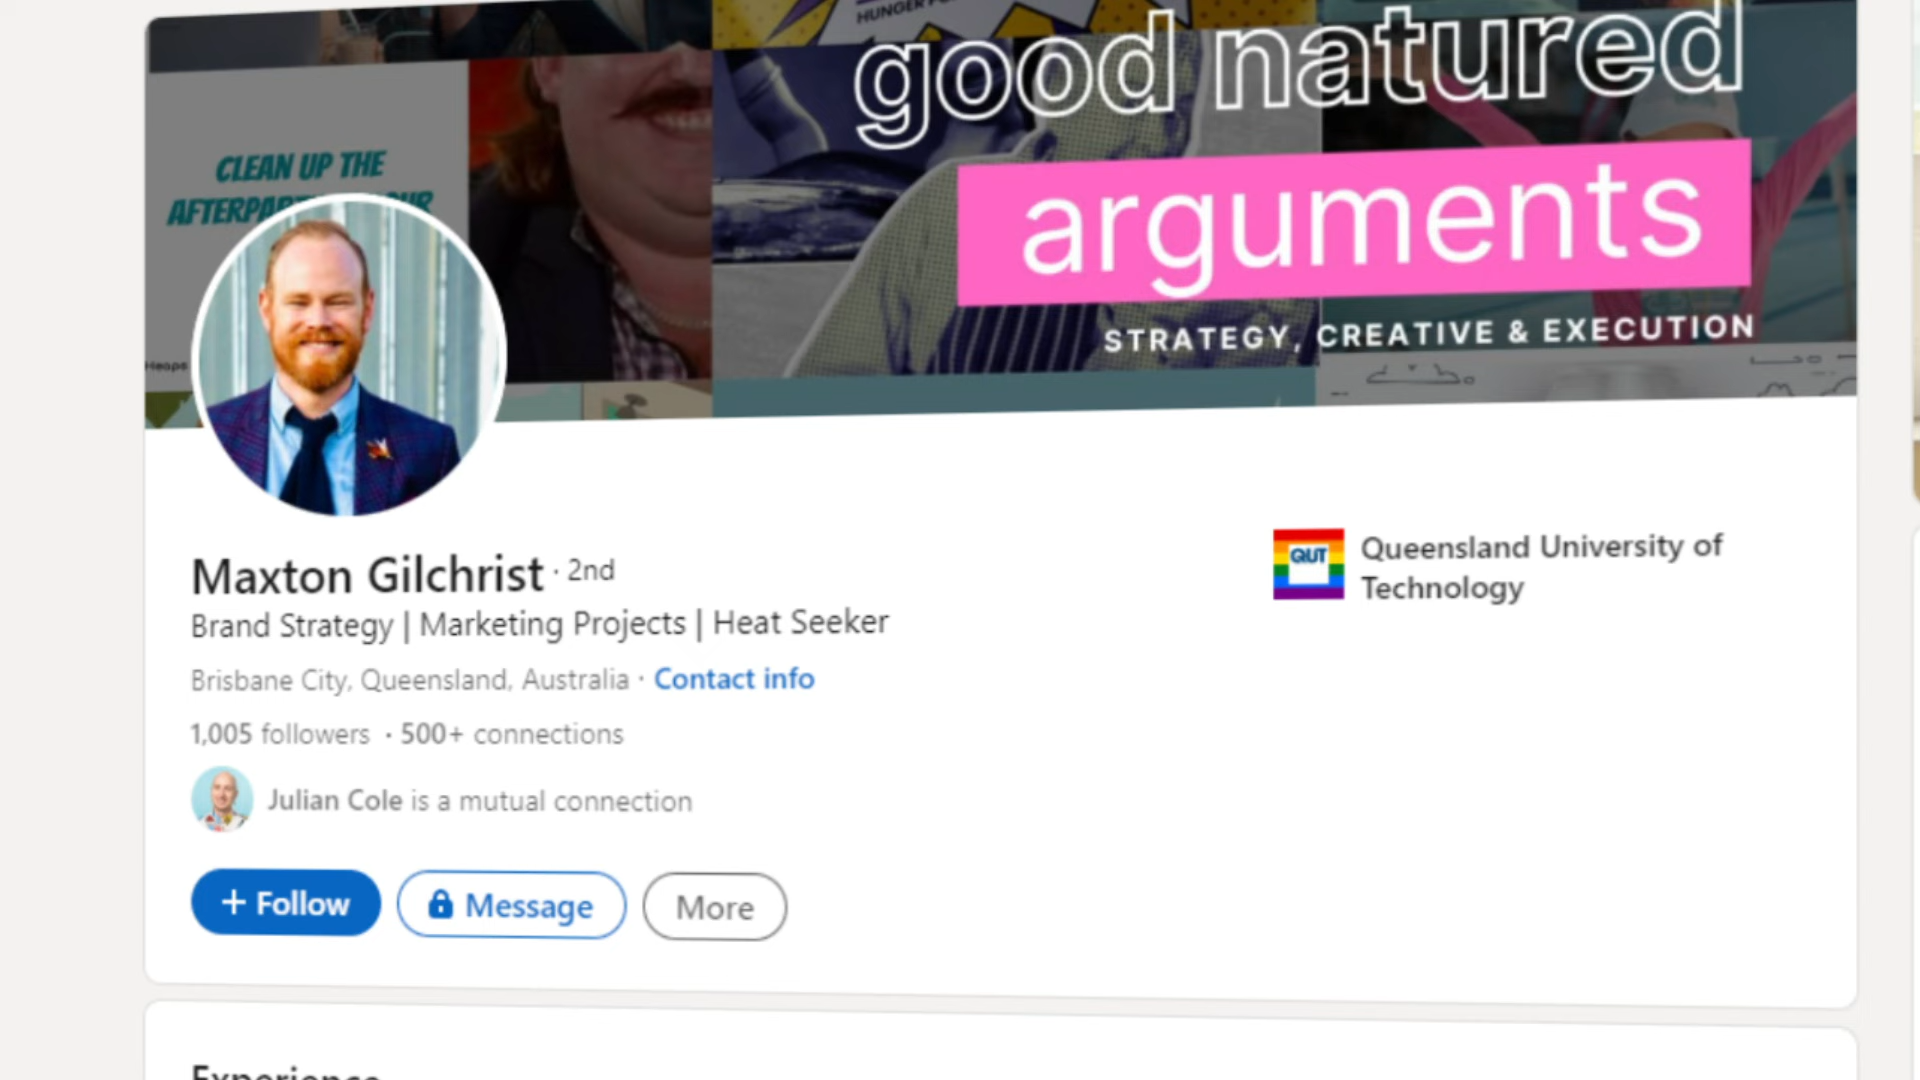 HUNGER
good natured
CLEAN UP THE
arguments
STRATEGY, CREATIVE & EXECUTION
Heaps
Maxton Gilchrist · 2nd
Brand Strategy | Marketing Projects | Heat Seeker
Brisbane City, Queensland, Australia · Contact info
1,005 followers · 500+ connections
Julian Cole is a mutual connection
+ Follow
Message
More
QUT
Queensland University of
Technology
Experience